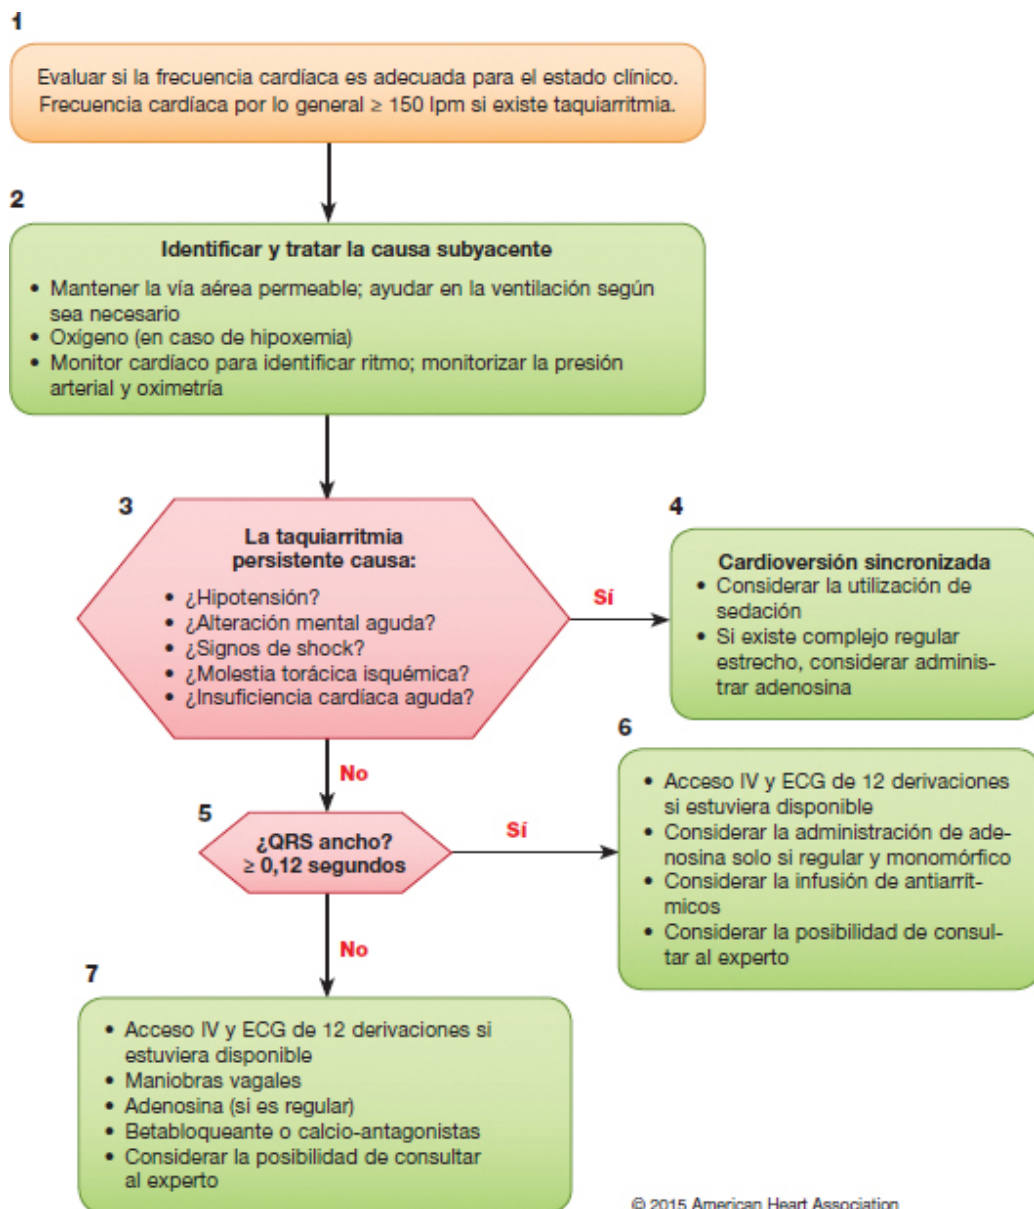 1
Evaluar si la frecuencia cardíaca es adecuada para el estado clínico.
Frecuencia cardíaca por lo general ≥ 150 lpm si existe taquiarritmia.
2
Identificar y tratar la causa subyacente
• Mantener la vía aérea permeable; ayudar en la ventilación según
sea necesario
• Oxígeno (en caso de hipoxemia)
• Monitor cardíaco para identificar ritmo; monitorizar la presión
arterial y oximetría
3
La taquiarritmia
persistente causa:
• ¿Hipotensión?
• ¿Alteración mental aguda?
• ¿Signos de shock?
• ¿Molestia torácica isquémica?
• ¿Insuficiencia cardíaca aguda?
Sí
4
Cardioversión sincronizada
• Considerar la utilización de
sedación
• Si existe complejo regular
estrecho, considerar adminis-
trar adenosina
No
5
¿QRS ancho?
≥ 0,12 segundos
Sí
6
• Acceso IV y ECG de 12 derivaciones
si estuviera disponible
• Considerar la administración de ade-
nosina solo si regular y monomórfico
• Considerar la infusión de antiarrít-
micos
• Considerar la posibilidad de consul-
tar al experto
No
7
• Acceso IV y ECG de 12 derivaciones si
estuviera disponible
• Maniobras vagales
• Adenosina (si es regular)
• Betabloqueante o calcio-antagonistas
• Considerar la posibilidad de consultar
al experto
© 2015 American Heart Association